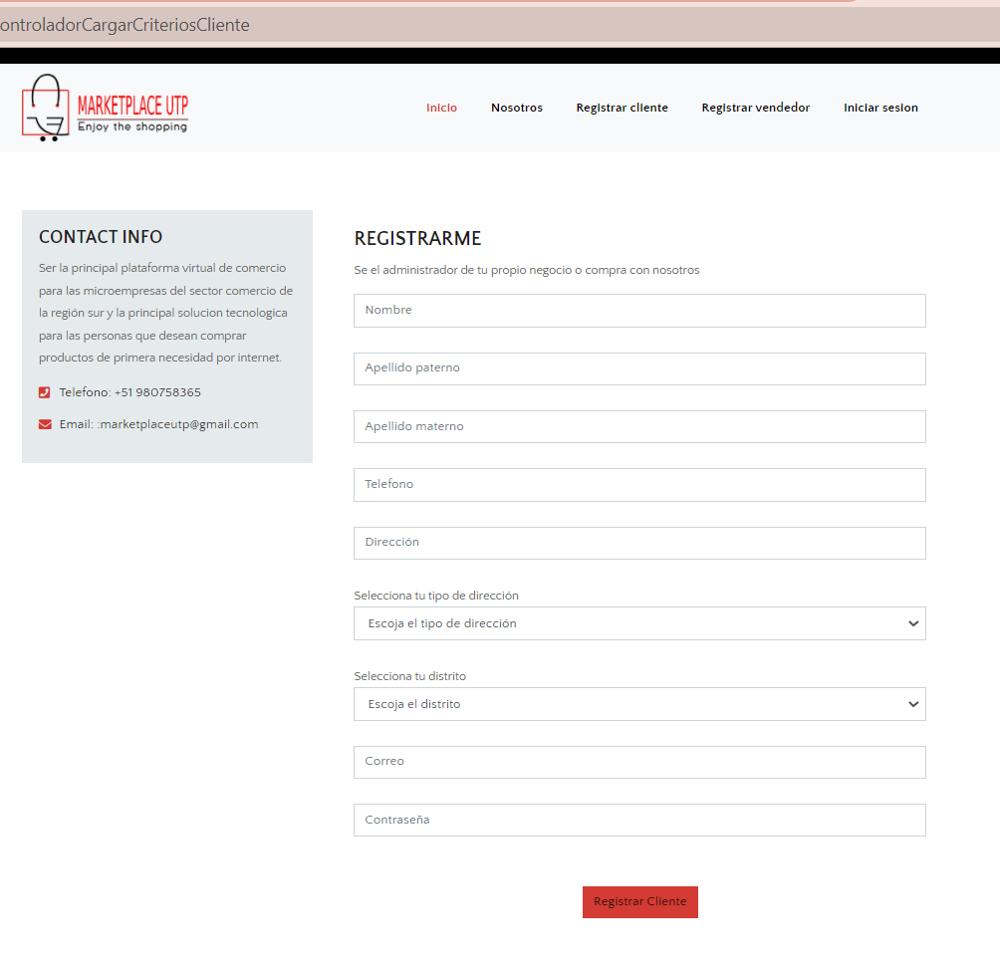 ontroladorCargarCriteriosCliente
MARKETPLACE UTP
Enjoy the shopping
Inicio
Nosotros
Registrar cliente
Registrar vendedor
Iniciar sesion
CONTACT INFO
Ser la principal plataforma virtual de comercio
para las microempresas del sector comercio de
la región sur y la principal solucion tecnologica
para las personas que desean comprar
productos de primera necesidad por internet.
Telefono: +51 980758365
Email: :marketplaceutp@gmail.com
REGISTRARME
Se el administrador de tu propio negocio o compra con nosotros
Nombre
Apellido paterno
Apellido materno
Telefono
Dirección
Selecciona tu tipo de dirección
Escoja el tipo de dirección
Selecciona tu distrito
Escoja el distrito
Correo
Contraseña
Registrar Cliente